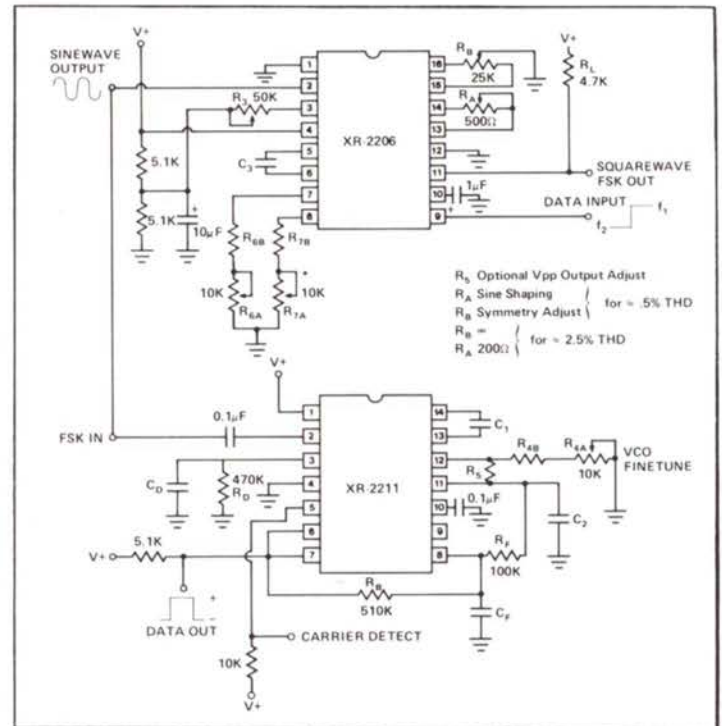 V+
SINEWAVE
OUTPUT
R3 50K
5.1K
5.1K
10μF
+
C3
1
2
3
4
5
6
7
8
XR-2206
16
15
14
13
12
11
10
9
RB
25K
RA
500Ω
V+
RL
4.7K
SQUAREWAVE
FSK OUT
1μF
+
DATA INPUT
f2
f1
R6B
R7B
10K
R6A
+
10K
R7A
R5 Optional Vpp Output Adjust
RA Sine Shaping
RB Symmetry Adjust
for ≈ .5% THD
RB =
RA 200Ω
for ≈ 2.5% THD
V+
FSK IN
0.1μF
CD
470K
RD
V+
5.1K
DATA OUT
+
-
10K
V+
CARRIER DETECT
1
2
3
4
5
6
7
XR-2211
14
13
12
11
10
9
8
C1
R5
R4B
R4A
10K
VCO
FINETUNE
0.1μF
C2
RF
100K
RB
510K
CF